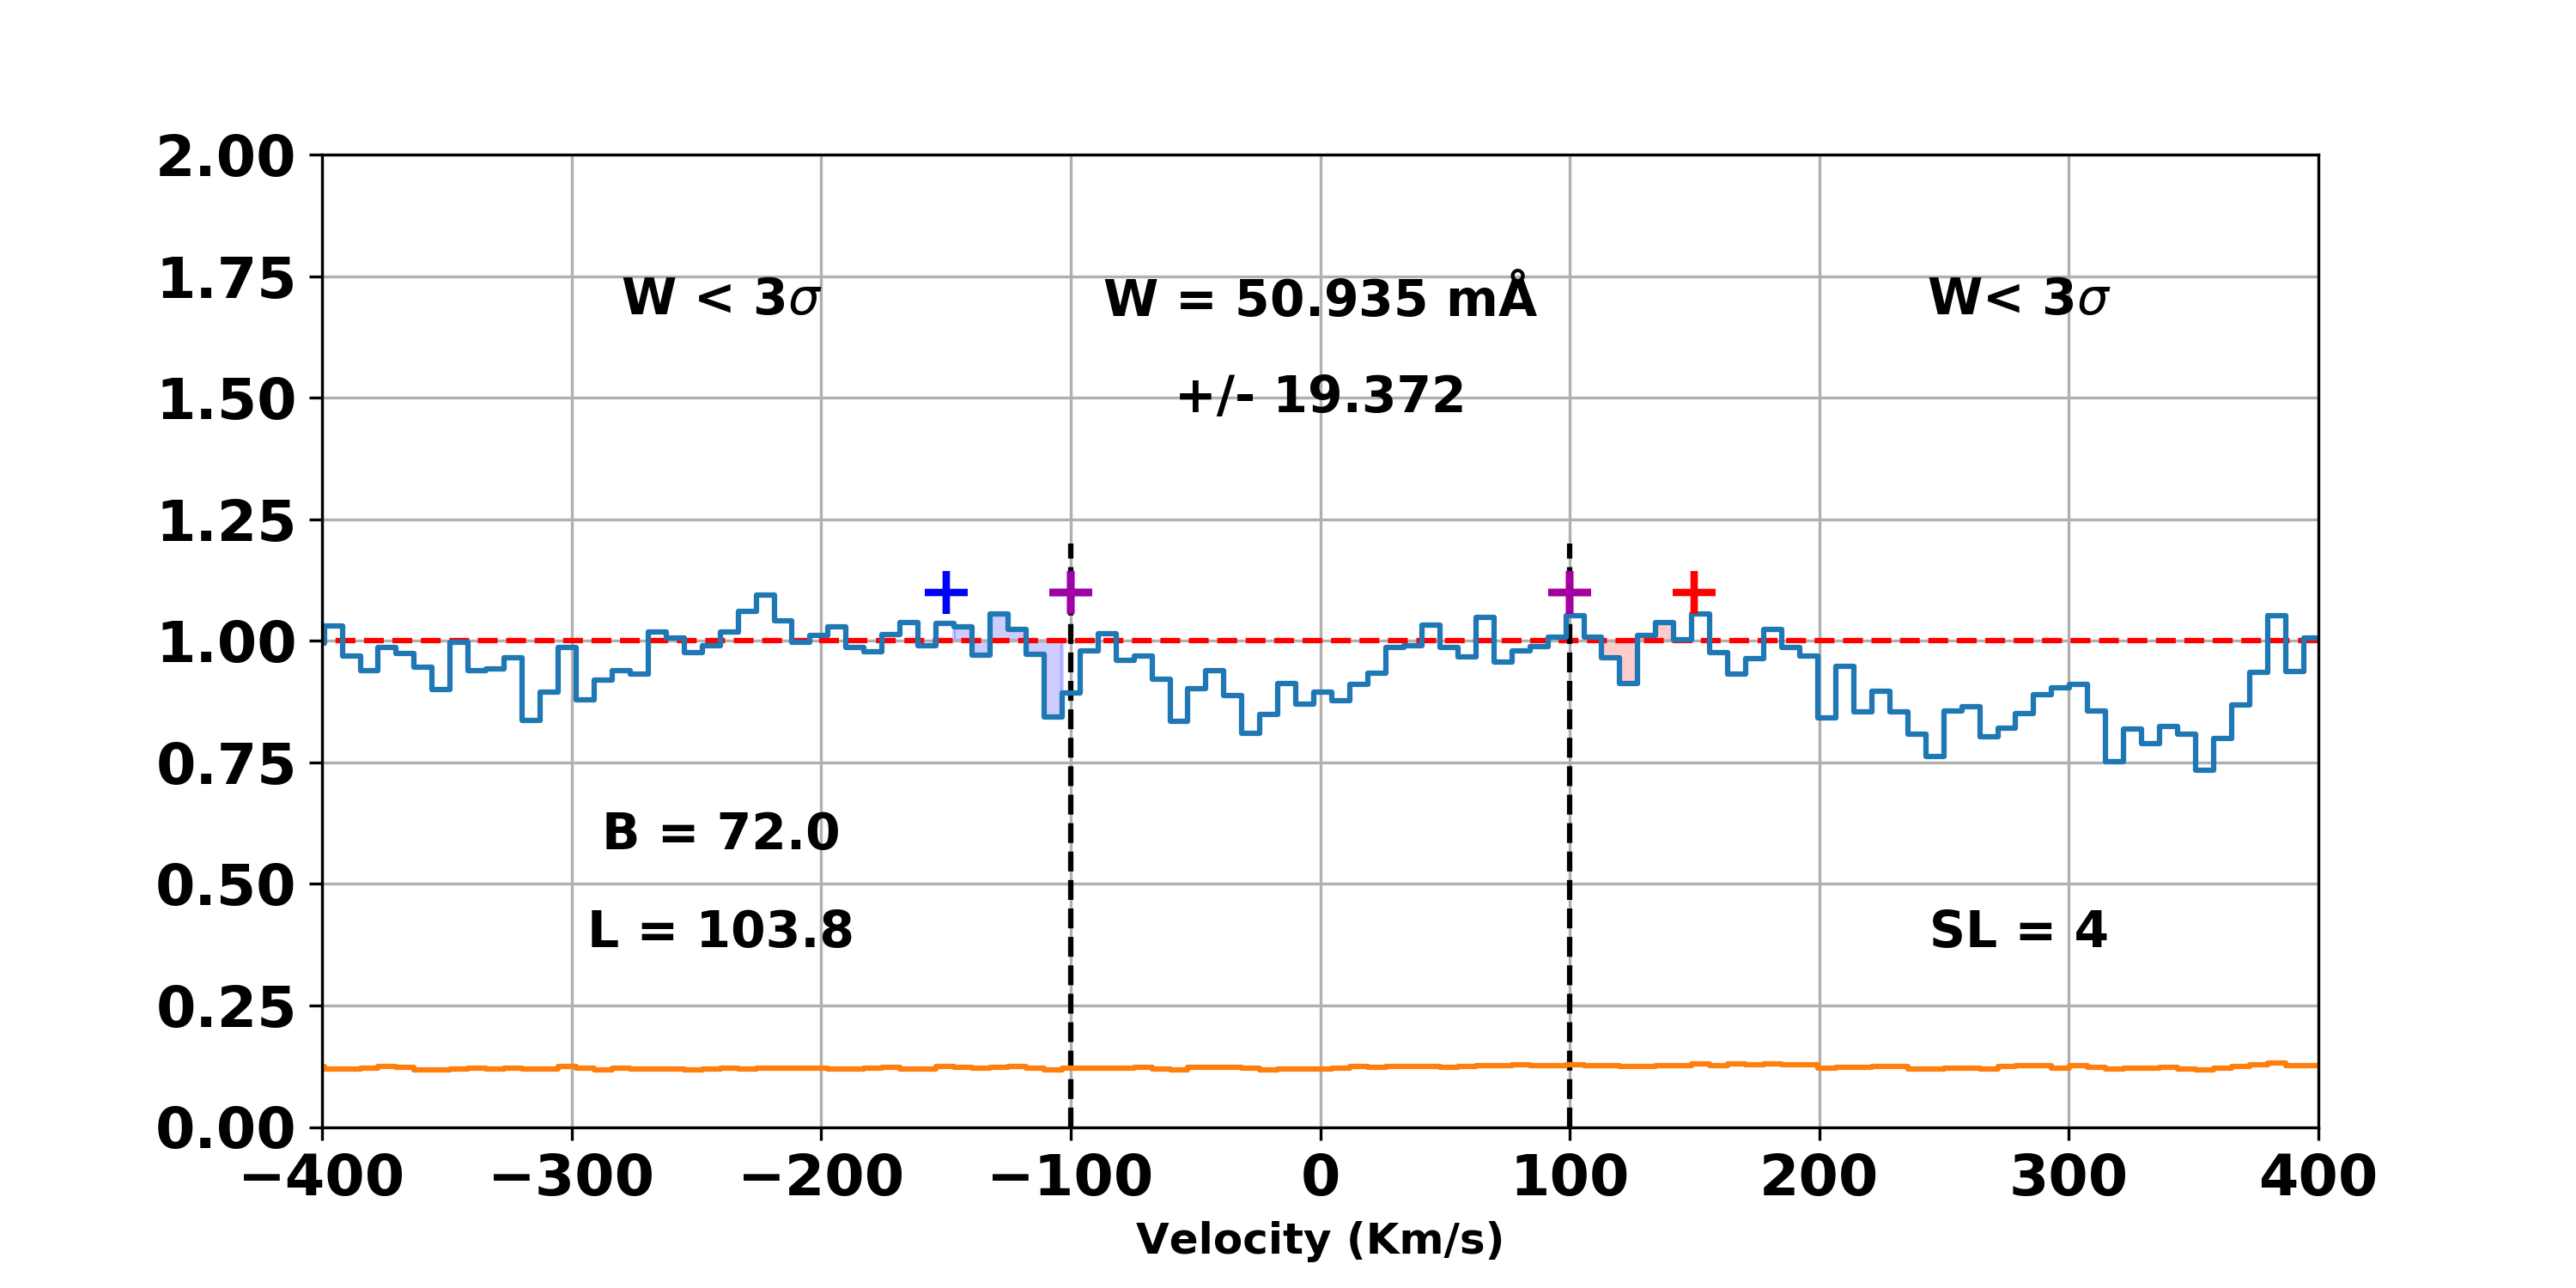 2.00
1.75
1.50
1.25
1.00
0.75
0.50
0.25
0.00
W < 3σ
W = 50.935 mÅ
+/- 19.372
W< 3σ
B = 72.0
L = 103.8
SL = 4
−400 −300 −200 −100 0 100 200 300 400
Velocity (Km/s)